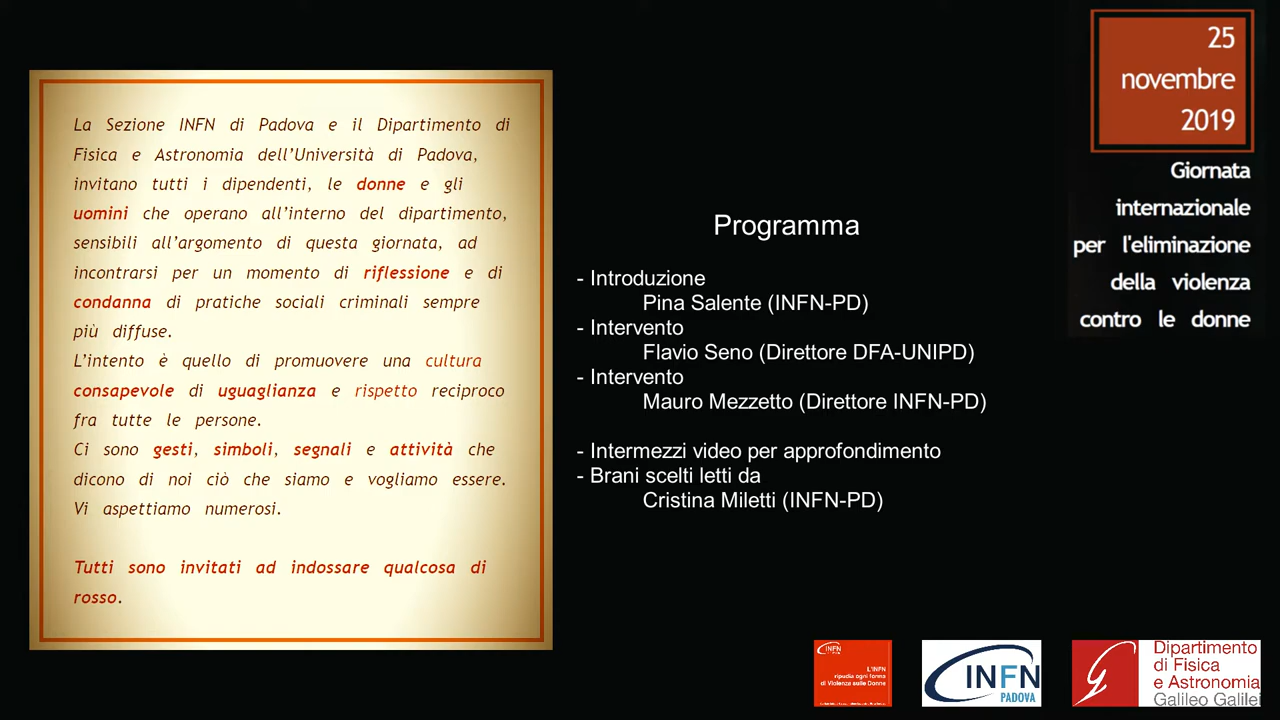 La Sezione INFN di Padova e il Dipartimento di
Fisica e Astronomia dell'Università di Padova,
invitano tutti i dipendenti, le donne e gli
uomini che operano all'interno del dipartimento,
sensibili all'argomento di questa giornata, ad
incontrarsi per un momento di riflessione e di
condanna di pratiche sociali criminali sempre
più diffuse.
L'intento è quello di promuovere una cultura
consapevole di uguaglianza e rispetto reciproco
fra tutte le persone.
Ci sono gesti, simboli, segnali e attività che
dicono di noi ciò che siamo e vogliamo essere.
Vi aspettiamo numerosi.
Tutti sono invitati ad indossare qualcosa di
rosso.
Programma
- Introduzione
Pina Salente (INFN-PD)
- Intervento
Flavio Seno (Direttore DFA-UNIPD)
- Intervento
Mauro Mezzetto (Direttore INFN-PD)
- Intermezzi video per approfondimento
- Brani scelti letti da
Cristina Miletti (INFN-PD)
25
novembre
2019
Giornata
internazionale
per l'eliminazione
della violenza
contro le donne
INFN
L'INFN
ripudia ogni forma
di Violenza sulle Donne
INFN
PADOVA
Dipartimento
di Fisica
e Astronomia
Galileo Galilei